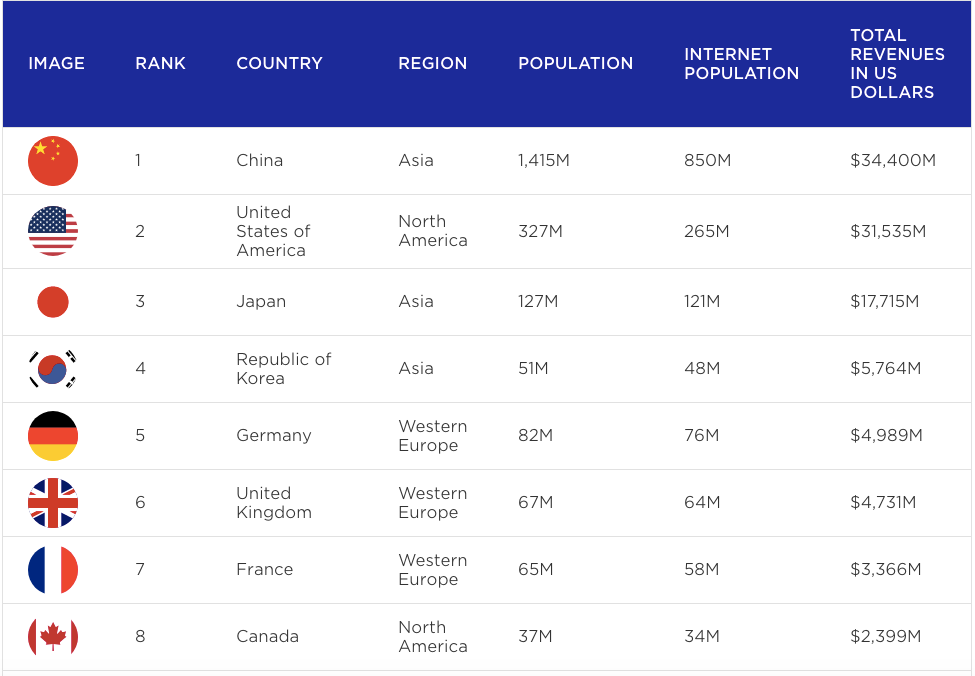 IMAGE RANK COUNTRY REGION POPULATION INTERNET POPULATION TOTAL REVENUES IN US DOLLARS
1 China Asia 1,415M 850M $34,400M
2 United States of America North America 327M 265M $31,535M
3 Japan Asia 127M 121M $17,715M
4 Republic of Korea Asia 51M 48M $5,764M
5 Germany Western Europe 82M 76M $4,989M
6 United Kingdom Western Europe 67M 64M $4,731M
7 France Western Europe 65M 58M $3,366M
8 Canada North America 37M 34M $2,399M